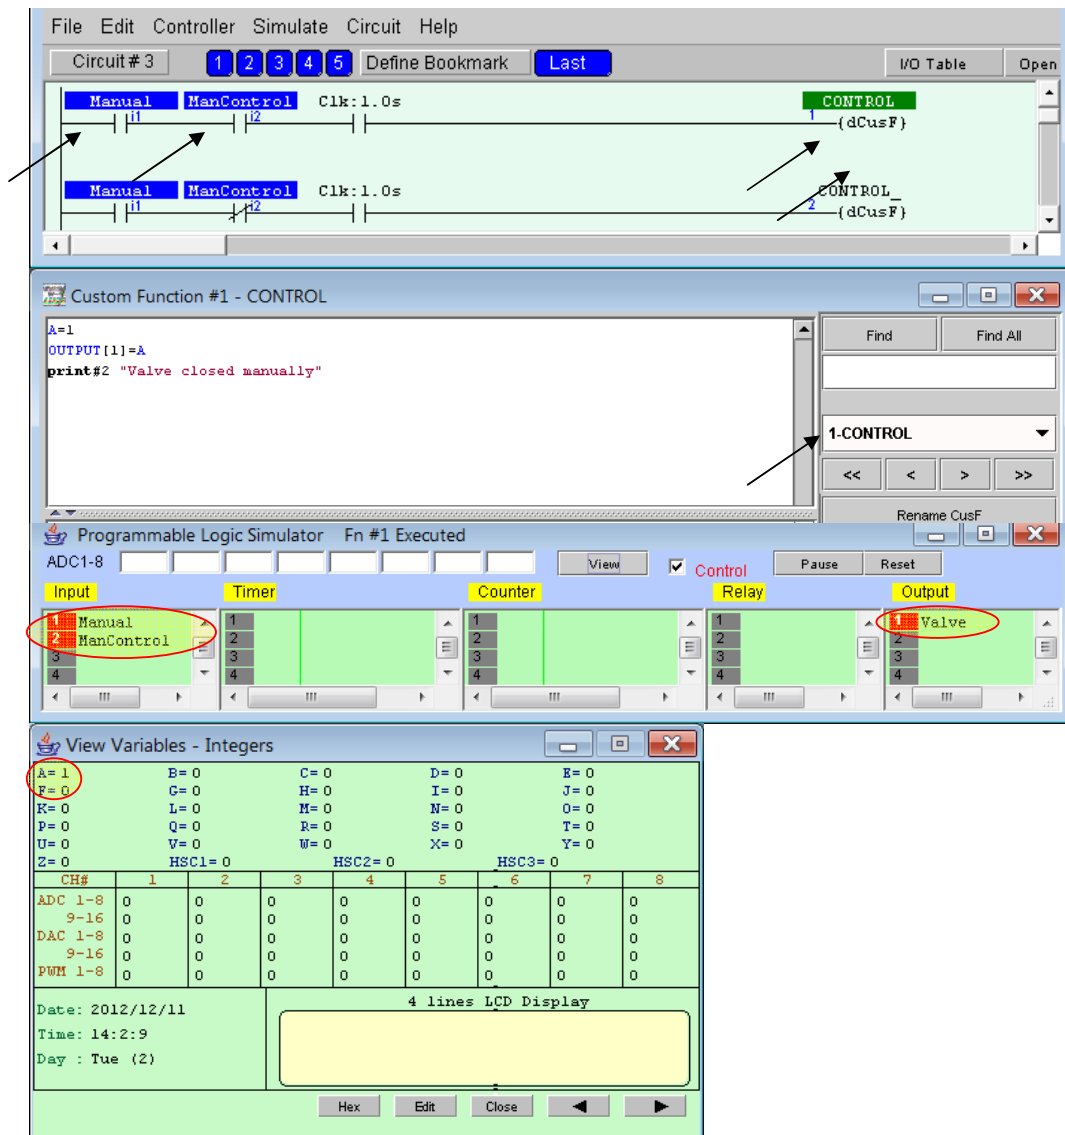 File Edit Controller Simulate Circuit Help
Circuit # 3 1 2 3 4 5 Define Bookmark Last I/O Table Open
Manual ManControl Clk:1.0s CONTROL
i1 i2 1 {dCusF}
Manual ManControl Clk:1.0s CONTROL_
i1 i2 2 {dCusF}
Custom Function #1 - CONTROL
A=1
OUTPUT[1]=A
print#2 "Valve closed manually"
Find Find All
1-CONTROL
<< < > >>
Rename CusF
Programmable Logic Simulator Fn #1 Executed
ADC1-8 View Control Pause Reset
Input Timer Counter Relay Output
1 Manual 1 1 1 1 Valve
2 ManControl 2 2 2 2
3 3 3 3 3
4 4 4 4 4
View Variables - Integers
A= 1 B= 0 C= 0 D= 0 E= 0
F= 0 G= 0 H= 0 I= 0 J= 0
K= 0 L= 0 M= 0 N= 0 O= 0
P= 0 Q= 0 R= 0 S= 0 T= 0
U= 0 V= 0 W= 0 X= 0 Y= 0
Z= 0 HSC1= 0 HSC2= 0 HSC3= 0
CH# 1 2 3 4 5 6 7 8
ADC 1-8 0 0 0 0 0 0 0 0
9-16 0 0 0 0 0 0 0 0
DAC 1-8 0 0 0 0 0 0 0 0
9-16 0 0 0 0 0 0 0 0
PWM 1-8 0 0 0 0 0 0 0 0
Date: 2012/12/11
Time: 14:2:9
Day : Tue (2)
4 lines LCD Display
Hex Edit Close